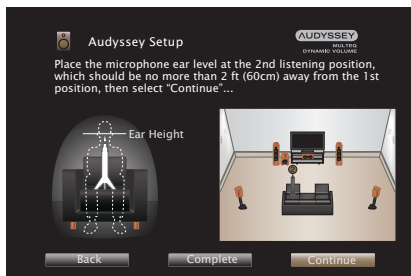 Audyssey Setup
AUDYSSEY
MULTEQ
DYNAMIC VOLUME
Place the microphone ear level at the 2nd listening position,
which should be no more than 2 ft (60cm) away from the 1st
position, then select “Continue”...
Ear Height
Back
Complete
Continue